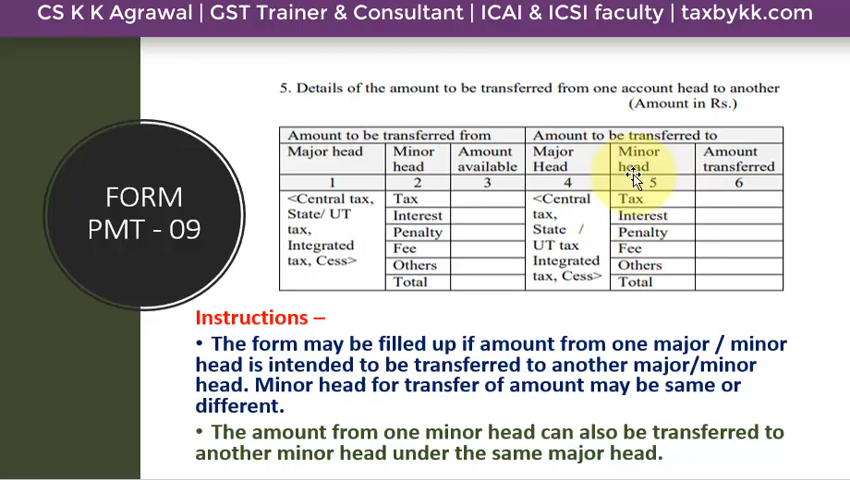 CS K K Agrawal | GST Trainer & Consultant | ICAI & ICSI faculty | taxbykk.com
FORM
PMT - 09
5. Details of the amount to be transferred from one account head to another
(Amount in Rs.)
Amount to be transferred from Amount to be transferred to
Major head Minor head Amount available Major Head Minor head Amount transferred
1 2 3 4 5 6
<Central tax, State/ UT tax, Integrated tax, Cess> Tax <Central tax, State / UT tax Integrated tax, Cess> Tax
Interest Interest
Penalty Penalty
Fee Fee
Others Others
Total Total
Instructions –
• The form may be filled up if amount from one major / minor
head is intended to be transferred to another major/minor
head. Minor head for transfer of amount may be same or
different.
• The amount from one minor head can also be transferred to
another minor head under the same major head.